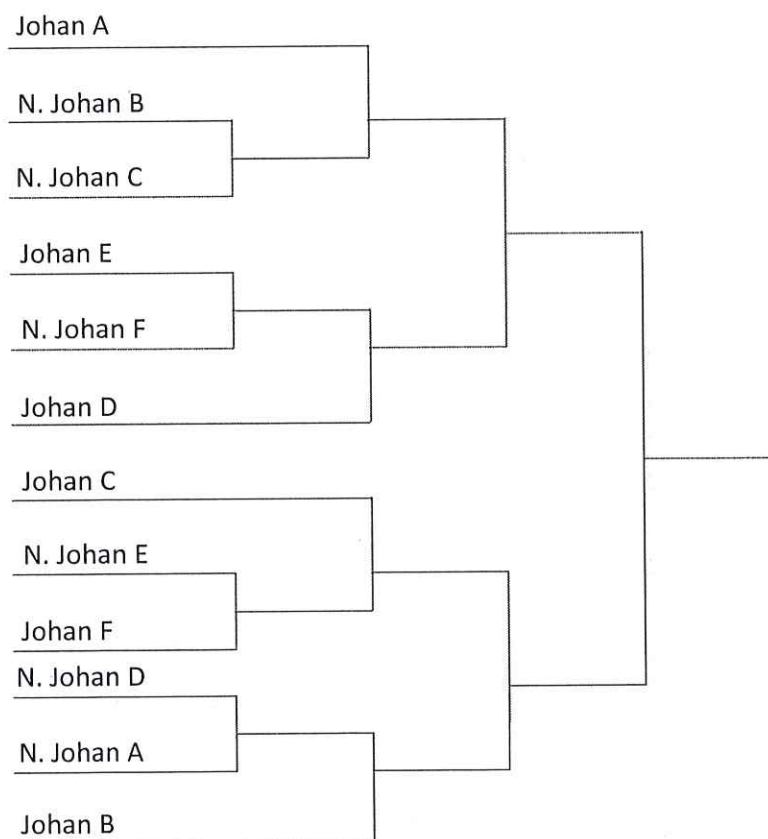 Johan A
N. Johan B
N. Johan C
Johan E
N. Johan F
Johan D
Johan C
N. Johan E
Johan F
N. Johan D
N. Johan A
Johan B